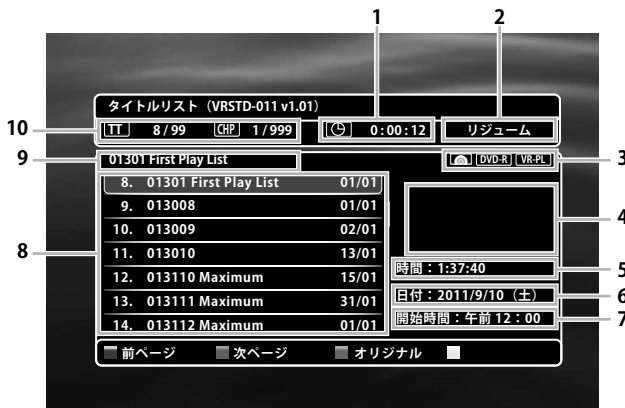 1 2
タイトルリスト（VRSTD-011 v1.01）
10 TT 8/99 CHP 1/999 0:00:12 リジューム
9 01301 First Play List DVD-R VR-PL 3
8. 01301 First Play List 01/01
9. 013008 01/01 4
10. 013009 02/01
8 11. 013010 13/01 時間：1:37:40 5
12. 013110 Maximum 15/01
13. 013111 Maximum 31/01 日付：2011/9/10（土） 6
14. 013112 Maximum 01/01 開始時間：午前12：00 7
前ページ 次ページ オリジナル